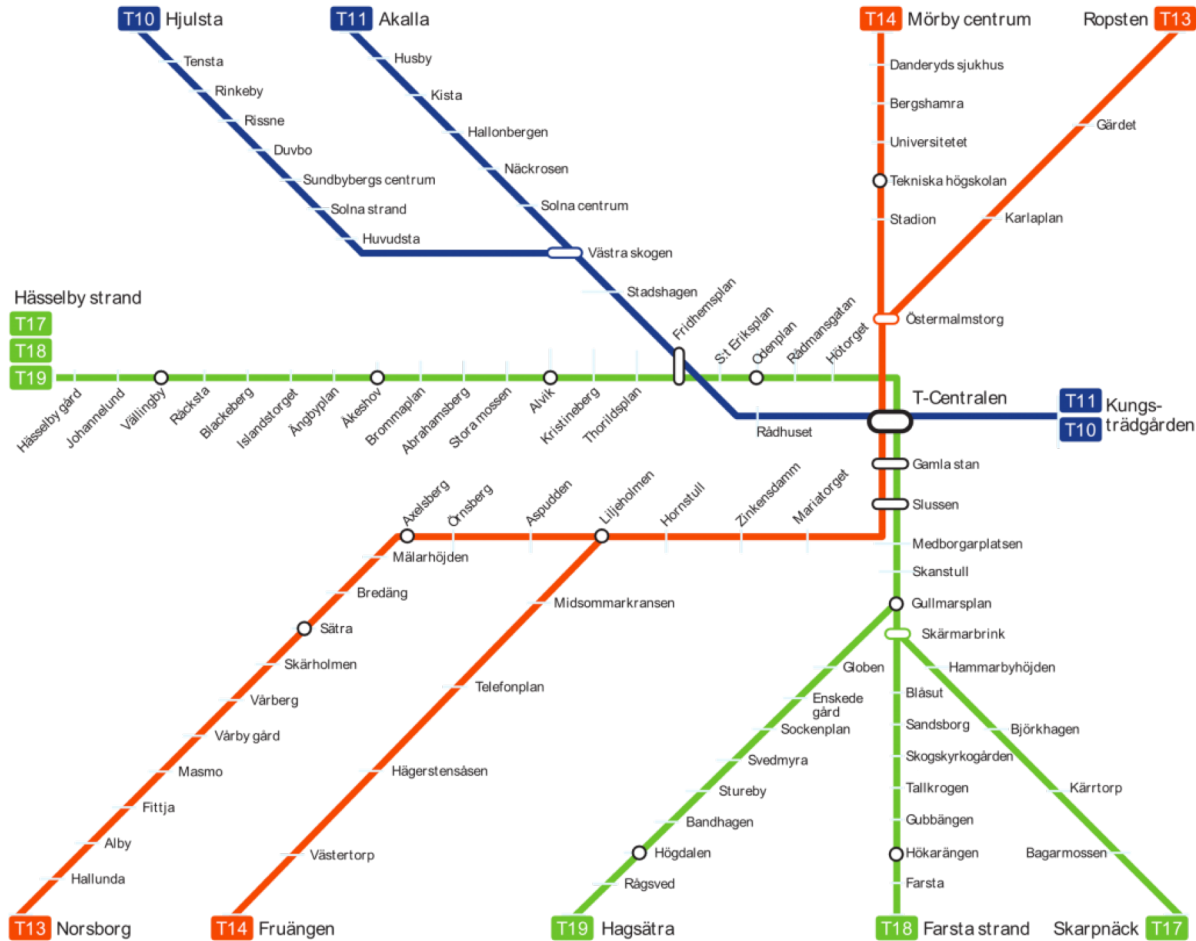 T10 Hjulsta
T11 Akalla
T14 Mörby centrum
Ropsten T13
Tensta
Rinkeby
Rissne
Duvbo
Sundbybergs centrum
Solna strand
Huvudsta
Husby
Kista
Hallonbergen
Näckrosen
Solna centrum
Västra skogen
Stadshagen
Danderyds sjukhus
Bergshamra
Universitetet
Tekniska högskolan
Stadion
Gärdet
Karlaplan
Östermalmstorg
Hässelby strand
T17
T18
T19
Hässelby gård
Johannelund
Vällingby
Råcksta
Blackeberg
Islandstorget
Ängbyplan
Åkeshov
Brommaplan
Abrahamsberg
Stora mossen
Alvik
Kristineberg
Thorildsplan
Fridhemsplan
S:t Eriksplan
Odenplan
Rådmansgatan
Hötorget
T-Centralen
Rådhuset
T11
T10
Kungs-
trädgården
Gamla stan
Slussen
Medborgarplatsen
Skanstull
Gullmarsplan
Skärmarbrink
Axelsberg
Örnsberg
Aspudden
Liljeholmen
Hornstull
Zinkensdamm
Mariatorget
Mälarhöjden
Bredäng
Sätra
Skärholmen
Vårberg
Vårby gård
Masmo
Fittja
Alby
Hallunda
Midsommarkransen
Telefonplan
Hägerstensåsen
Västertorp
Globen
Enskede
gård
Sockenplan
Svedmyra
Stureby
Bandhagen
Högdalen
Rågsved
Blåsut
Sandsborg
Skogskyrkogården
Tallkrogen
Gubbängen
Hökarängen
Farsta
Hammarbyhöjden
Björkhagen
Kärrtorp
Bagarmossen
T13 Norsborg
T14 Fruängen
T19 Hagsätra
T18 Farsta strand
Skarpnäck T17